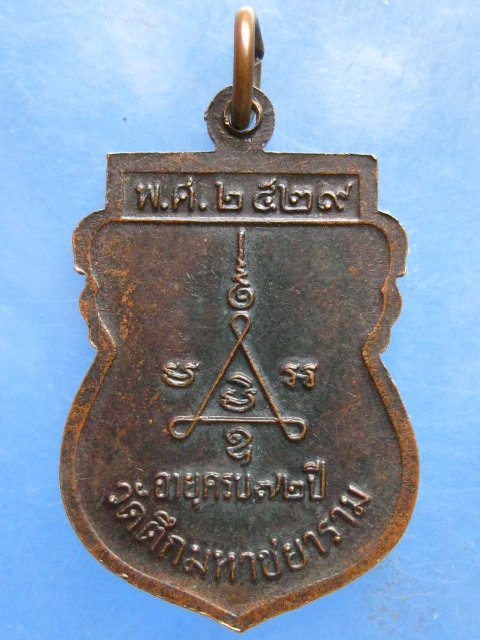 พ.ศ. ๒๕๒๙
อายุครบ ๗๒ ปี
วัดตึกมหาชยาราม